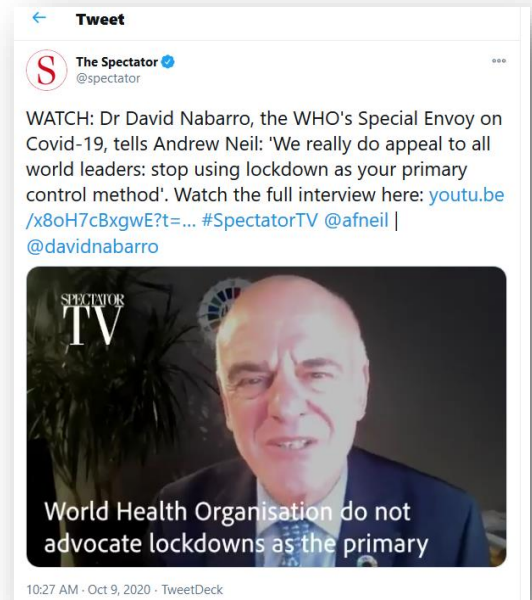 Tweet
S
The Spectator
@spectator
WATCH: Dr David Nabarro, the WHO's Special Envoy on
Covid-19, tells Andrew Neil: 'We really do appeal to all
world leaders: stop using lockdown as your primary
control method'. Watch the full interview here: youtu.be
/x8oH7cBxgwE?t=... #SpectatorTV @afneil |
@davidnabarro
SPECTATOR
TV
World Health Organisation do not
advocate lockdowns as the primary
10:27 AM · Oct 9, 2020 · TweetDeck